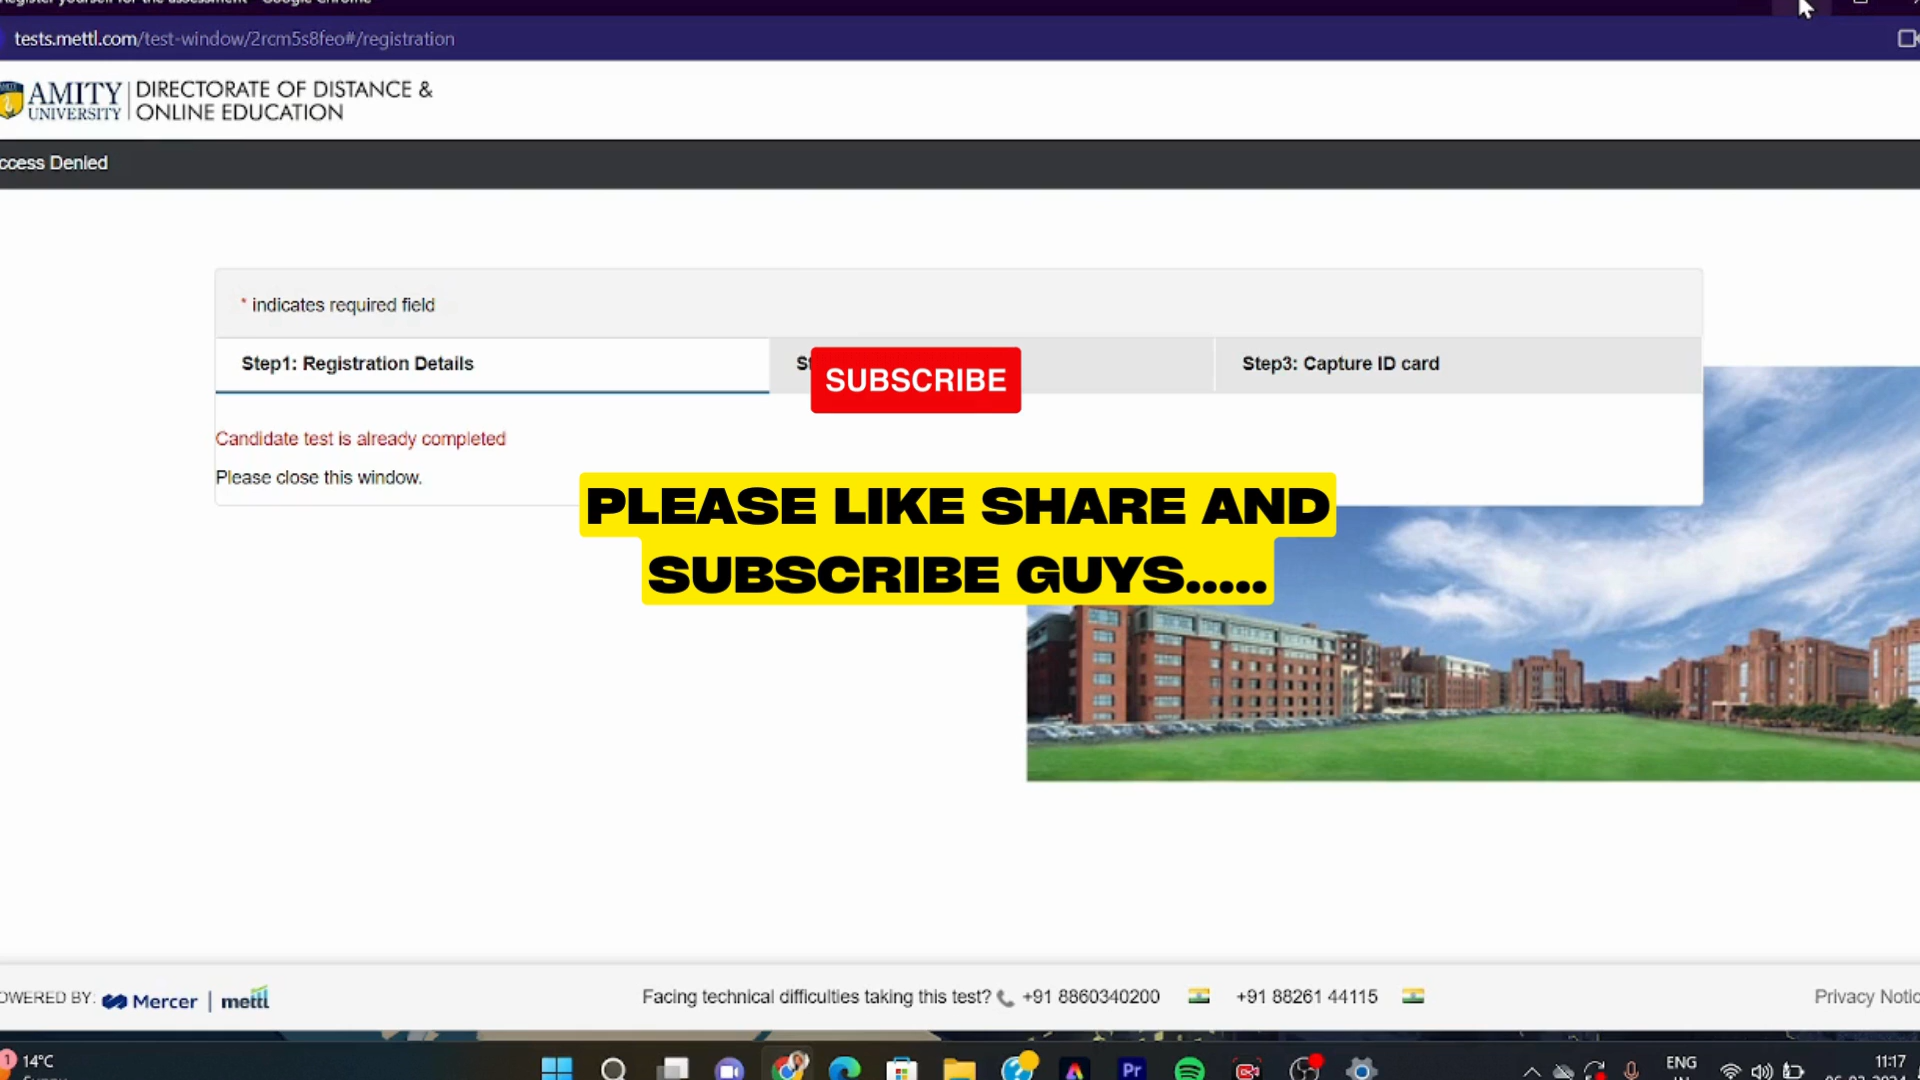 tests.mettl.com/test-window/2rcm5s8feo#/registration
AMITY
UNIVERSITY
DIRECTORATE OF DISTANCE &
ONLINE EDUCATION
ccess Denied
* indicates required field
Step1: Registration Details
Step3: Capture ID card
SUBSCRIBE
Candidate test is already completed
Please close this window.
PLEASE LIKE SHARE AND
SUBSCRIBE GUYS.....
OWERED BY:
Mercer | mettl
Facing technical difficulties taking this test? +91 8860340200
+91 88261 44115
Privacy Notic
1
14°C
Pr
ENG
11:17